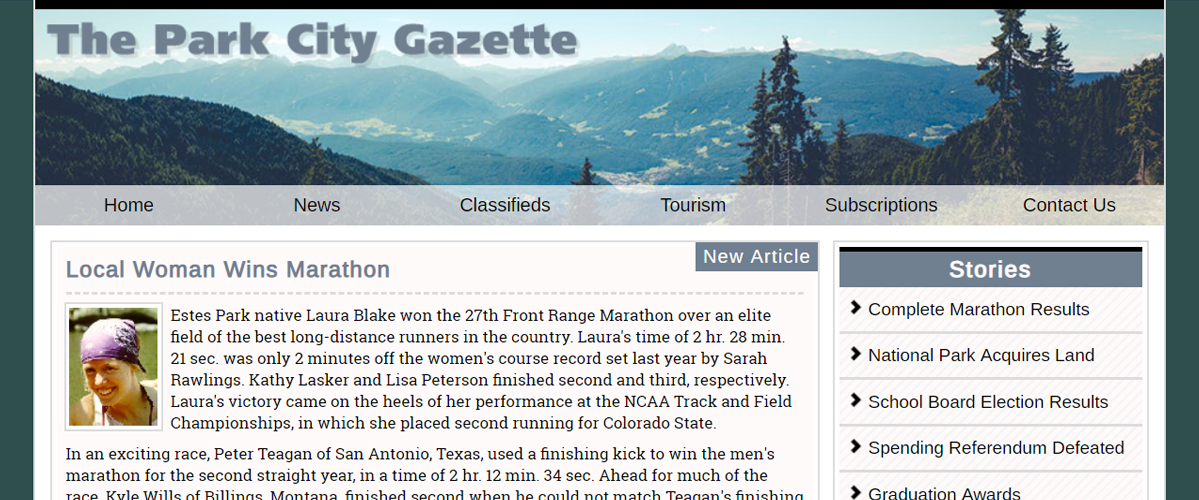 The Park City Gazette
Home News Classifieds Tourism Subscriptions Contact Us
New Article
Local Woman Wins Marathon
Estes Park native Laura Blake won the 27th Front Range Marathon over an elite
field of the best long-distance runners in the country. Laura's time of 2 hr. 28 min.
21 sec. was only 2 minutes off the women's course record set last year by Sarah
Rawlings. Kathy Lasker and Lisa Peterson finished second and third, respectively.
Laura's victory came on the heels of her performance at the NCAA Track and Field
Championships, in which she placed second running for Colorado State.
In an exciting race, Peter Teagan of San Antonio, Texas, used a finishing kick to win the men's
marathon for the second straight year, in a time of 2 hr. 12 min. 34 sec. Ahead for much of the
race, Kyle Wills of Billings, Montana, finished second when he could not match Teagan's finishing
Stories
Complete Marathon Results
National Park Acquires Land
School Board Election Results
Spending Referendum Defeated
Graduation Awards